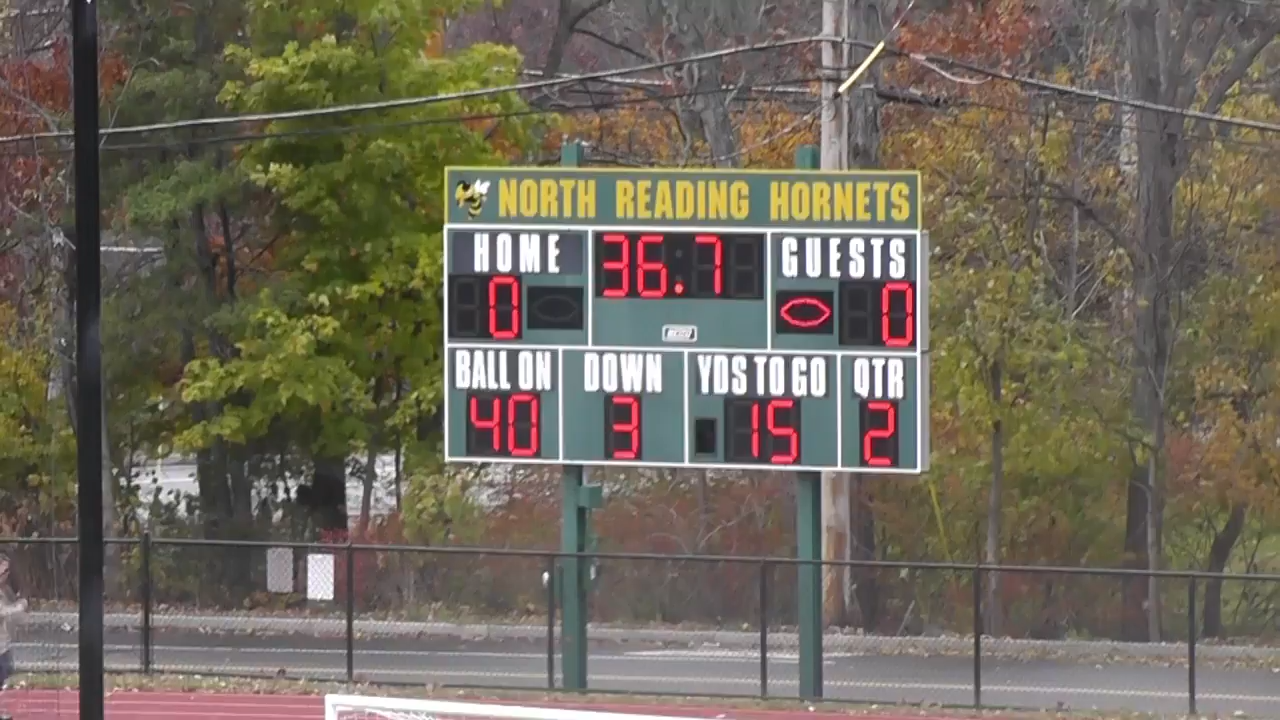 NORTH READING HORNETS
HOME 36.7 GUESTS
0 0
BALL ON DOWN YDS TO GO QTR
40 3 15 2